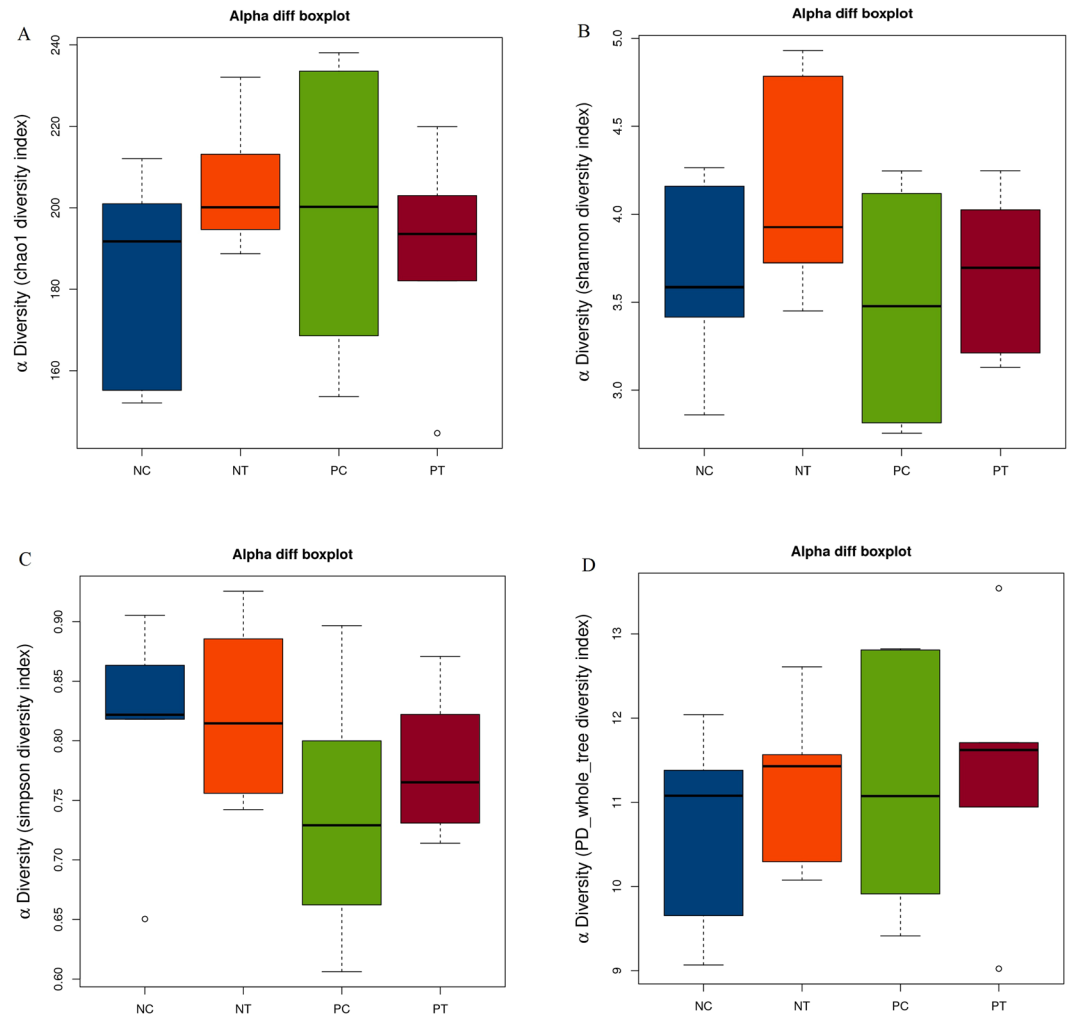 A
Alpha diff boxplot
α Diversity (chao1 diversity index)
240
220
200
180
160
NC NT PC PT
B
Alpha diff boxplot
α Diversity (shannon diversity index)
5.0
4.5
4.0
3.5
3.0
NC NT PC PT
C
Alpha diff boxplot
α Diversity (simpson diversity index)
0.90
0.85
0.80
0.75
0.70
0.65
0.60
NC NT PC PT
D
Alpha diff boxplot
α Diversity (PD_whole_tree diversity index)
13
12
11
10
9
NC NT PC PT